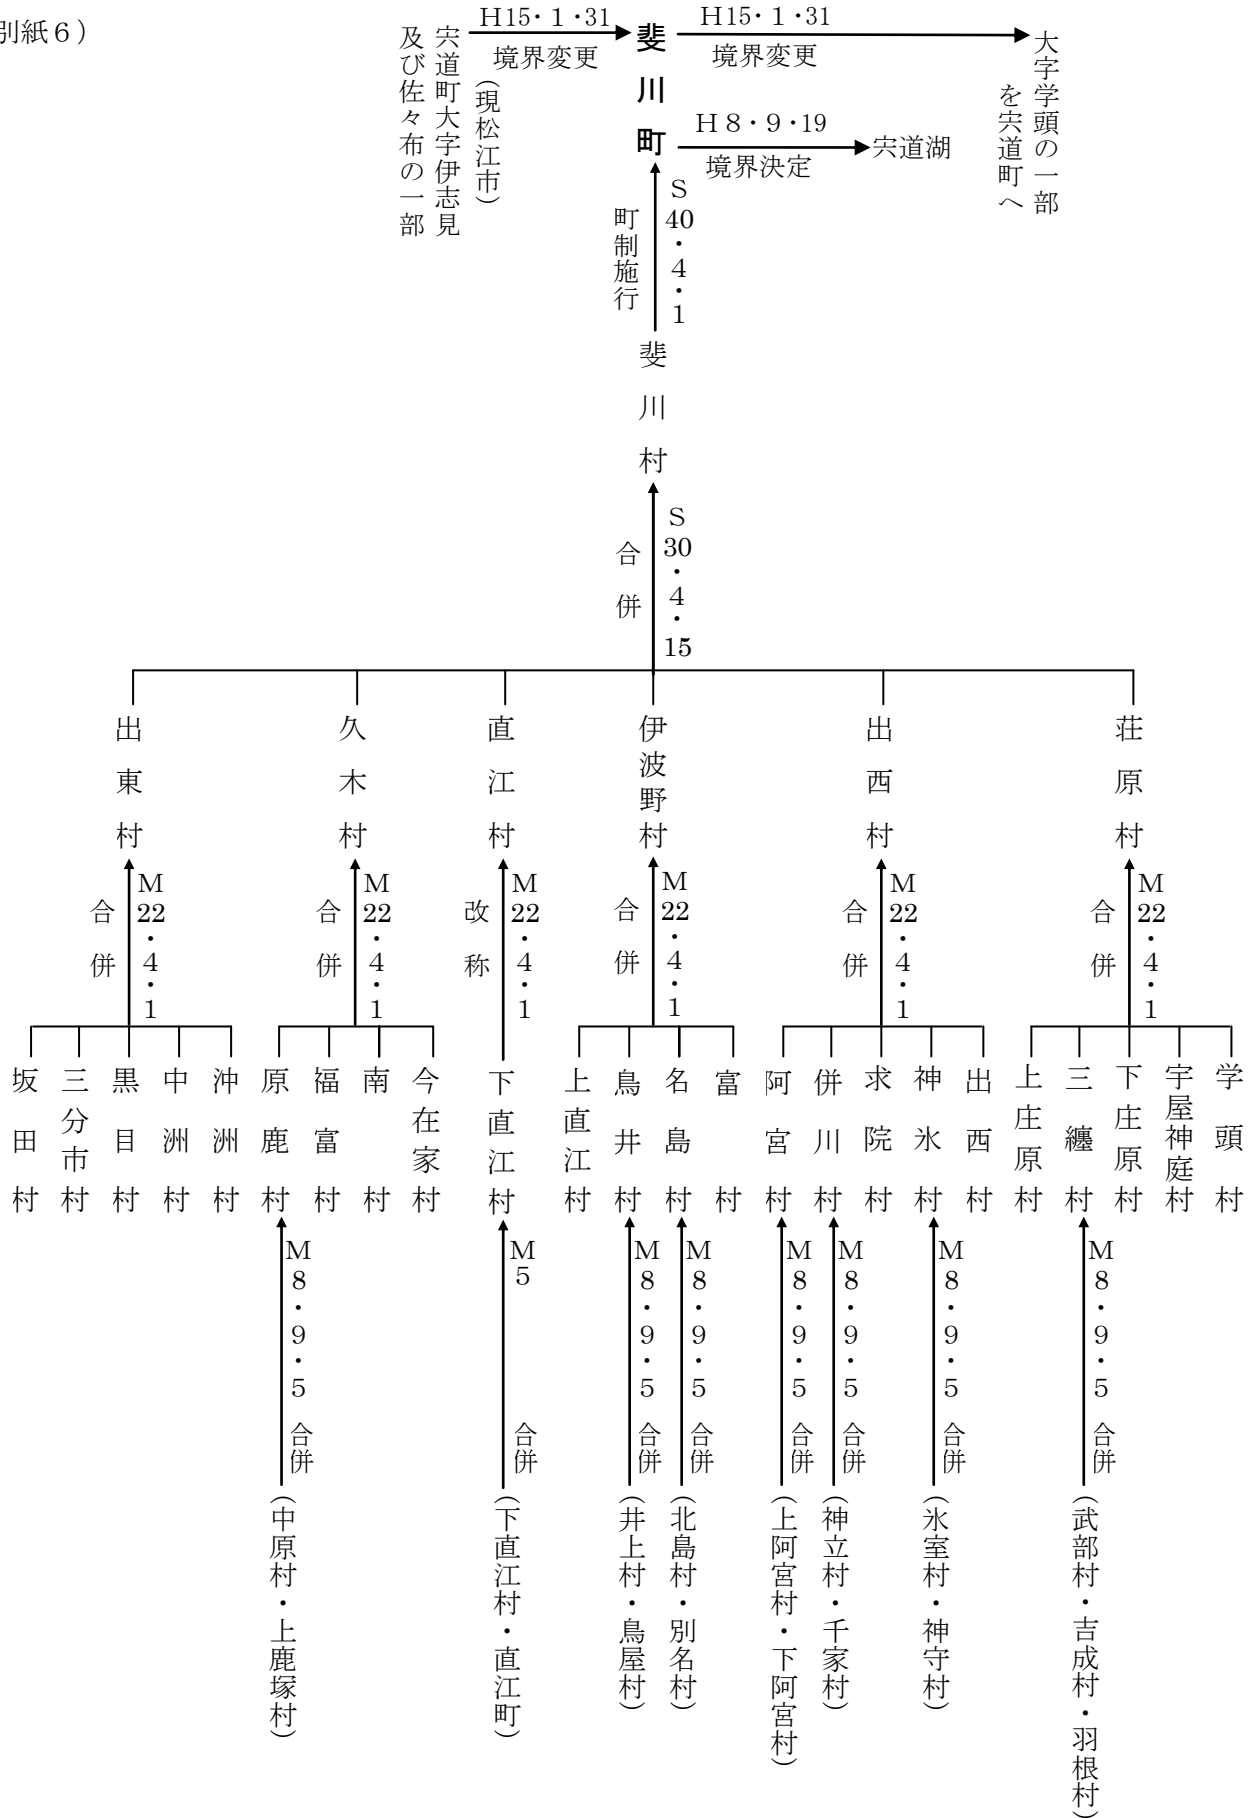 別紙６）
H15・１・31
境界変更
宍道町大字伊志見
及び佐々布の一部
（現松江市）
斐川町
H15・１・31
境界変更
大字学頭の一部
を宍道町へ
H８・９・19
境界決定
宍道湖
S40・４・１
町制施行
斐川村
S30・４・15
合併
出東村
久木村
直江村
伊波野村
出西村
荘原村
M22・４・１
合併
M22・４・１
合併
M22・４・１
改称
M22・４・１
合併
M22・４・１
合併
M22・４・１
合併
坂田村
三分市村
黒目村
中洲村
沖洲村
原鹿村
福富村
南村
今在家村
下直江村
上直江村
鳥井村
名島村
富村
阿宮村
併川村
求院村
神氷村
出西村
上庄原村
三纏村
下庄原村
宇屋神庭村
学頭村
M８・９・５ 合併
M５ 合併
M８・９・５ 合併
M８・９・５ 合併
M８・９・５ 合併
M８・９・５ 合併
M８・９・５ 合併
M８・９・５ 合併
（中原村・上鹿塚村）
（下直江村・直江町）
（井上村・鳥屋村）
（北島村・別名村）
（上阿宮村・下阿宮村）
（神立村・千家村）
（氷室村・神守村）
（武部村・吉成村・羽根村）